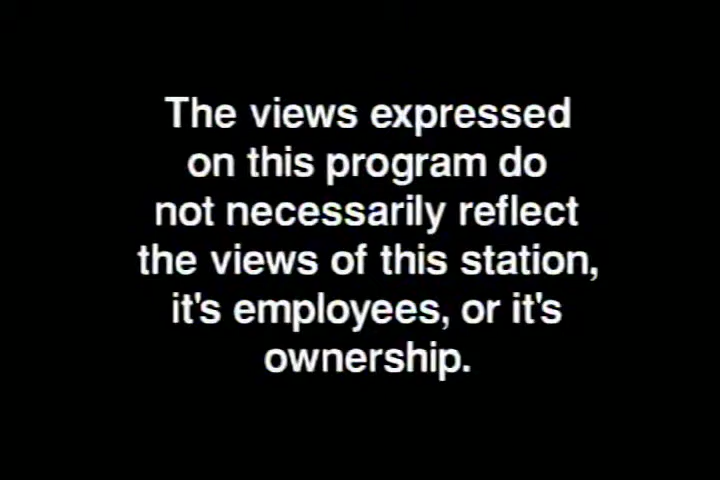 The views expressed
on this program do
not necessarily reflect
the views of this station,
it's employees, or it's
ownership.